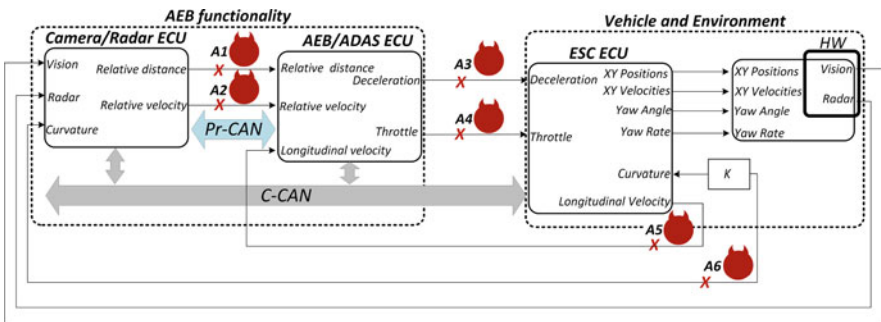 AEB functionality
Camera/Radar ECU
Vision
Radar
Curvature
Relative distance
Relative velocity
A1
X
A2
X
Pr-CAN
AEB/ADAS ECU
Relative distance
Deceleration
Relative velocity
Throttle
Longitudinal velocity
C-CAN
A3
X
A4
X
Vehicle and Environment
ESC ECU
Deceleration
Throttle
XY Positions
XY Velocities
Yaw Angle
Yaw Rate
Curvature
Longitudinal Velocity
HW
XY Positions
XY Velocities
Yaw Angle
Yaw Rate
Vision
Radar
K
A5
X
A6
X